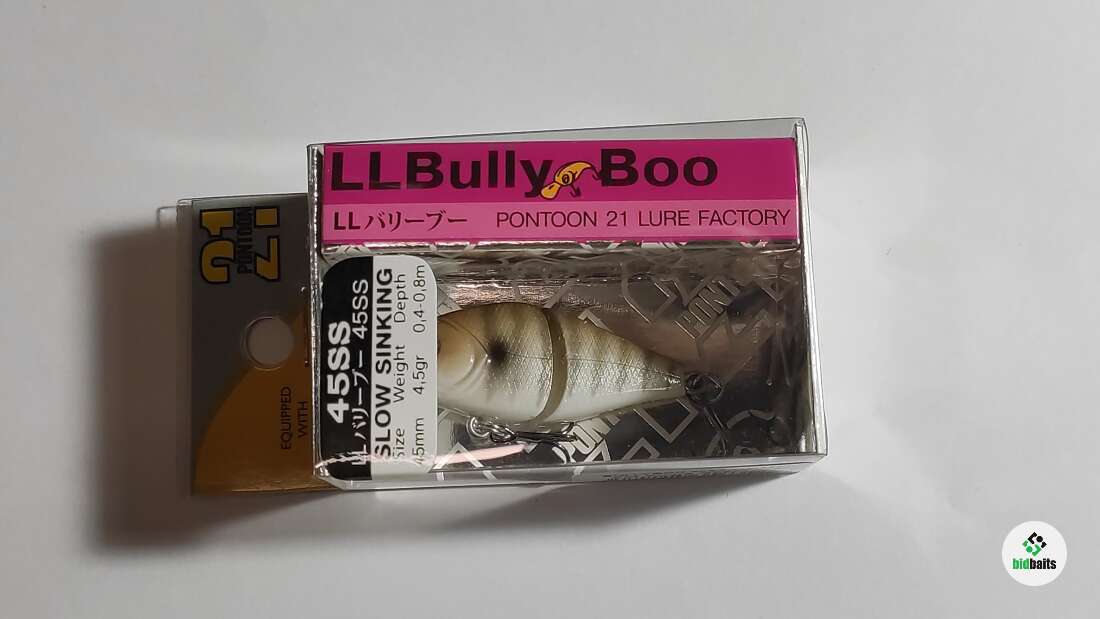 LLBully Boo
LLバリーブー PONTOON 21 LURE FACTORY
21
PONTOON
EQUIPPED
WITH
45SS
LLバリーブー 45SS
SLOW SINKING
Size Weight Depth
45mm 4,5gr 0,4-0,8m
bidbaits